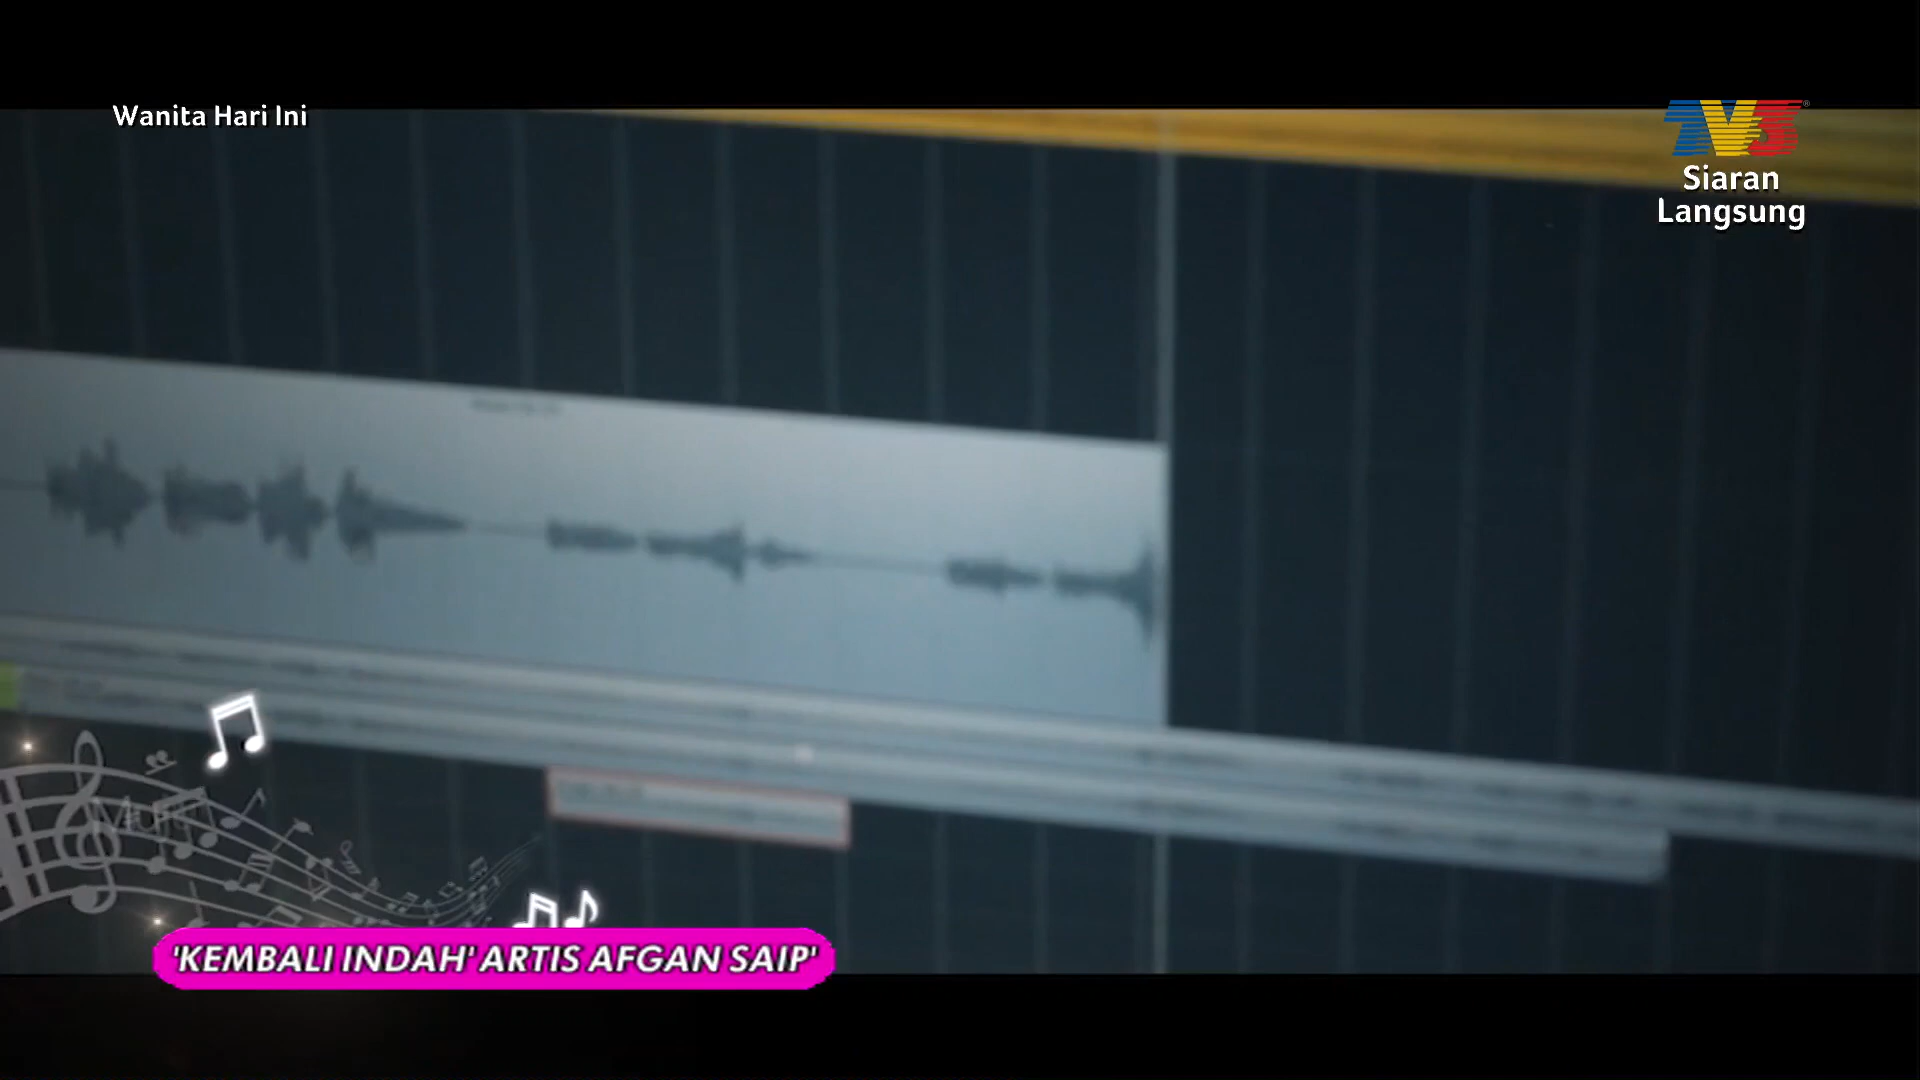 Wanita Hari Ini
TV3
Siaran
Langsung
'KEMBALI INDAH' ARTIS AFGAN SAIP'